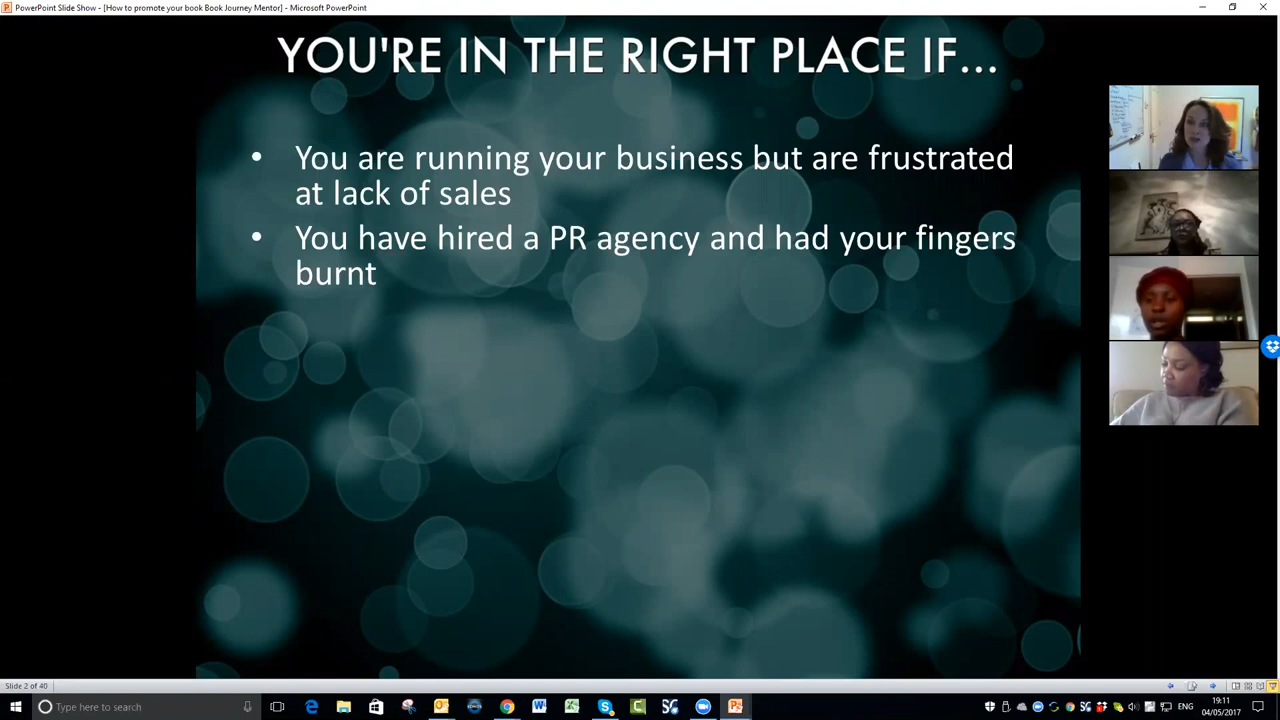 PowerPoint Slide Show - [How to promote your book Book Journey Mentor] - Microsoft PowerPoint
YOU'RE IN THE RIGHT PLACE IF...
• You are running your business but are frustrated
at lack of sales
• You have hired a PR agency and had your fingers
burnt
Slide 2 of 40
Type here to search
ENG
19:11
04/05/2017